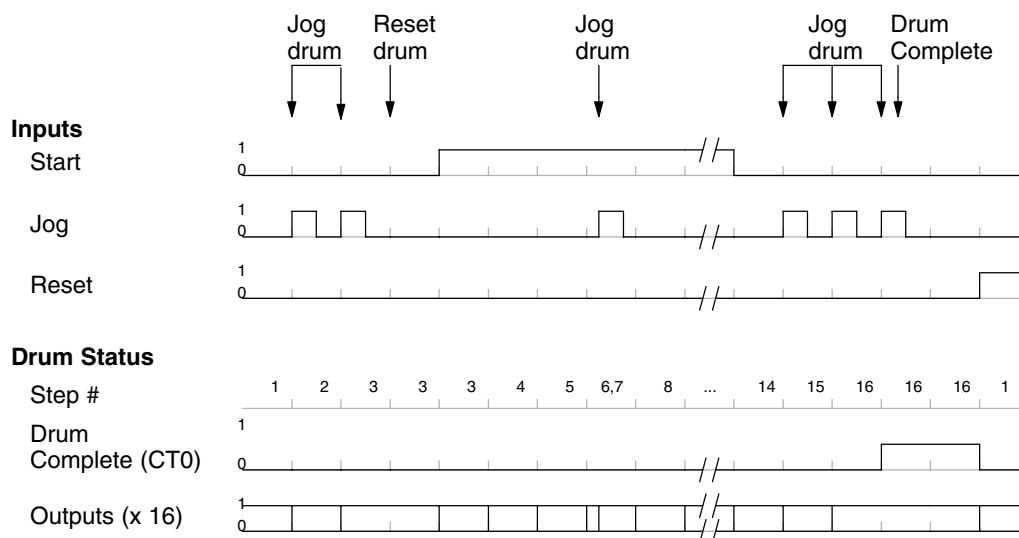 Jog drum
Reset drum
Jog drum
Jog drum
Drum Complete
Inputs
Start
1
0
Jog
1
0
Reset
1
0
Drum Status
Step #
1 2 3 3 3 4 5 6,7 8 ... 14 15 16 16 16 1
Drum
Complete (CT0)
1
0
Outputs (x 16)
1
0